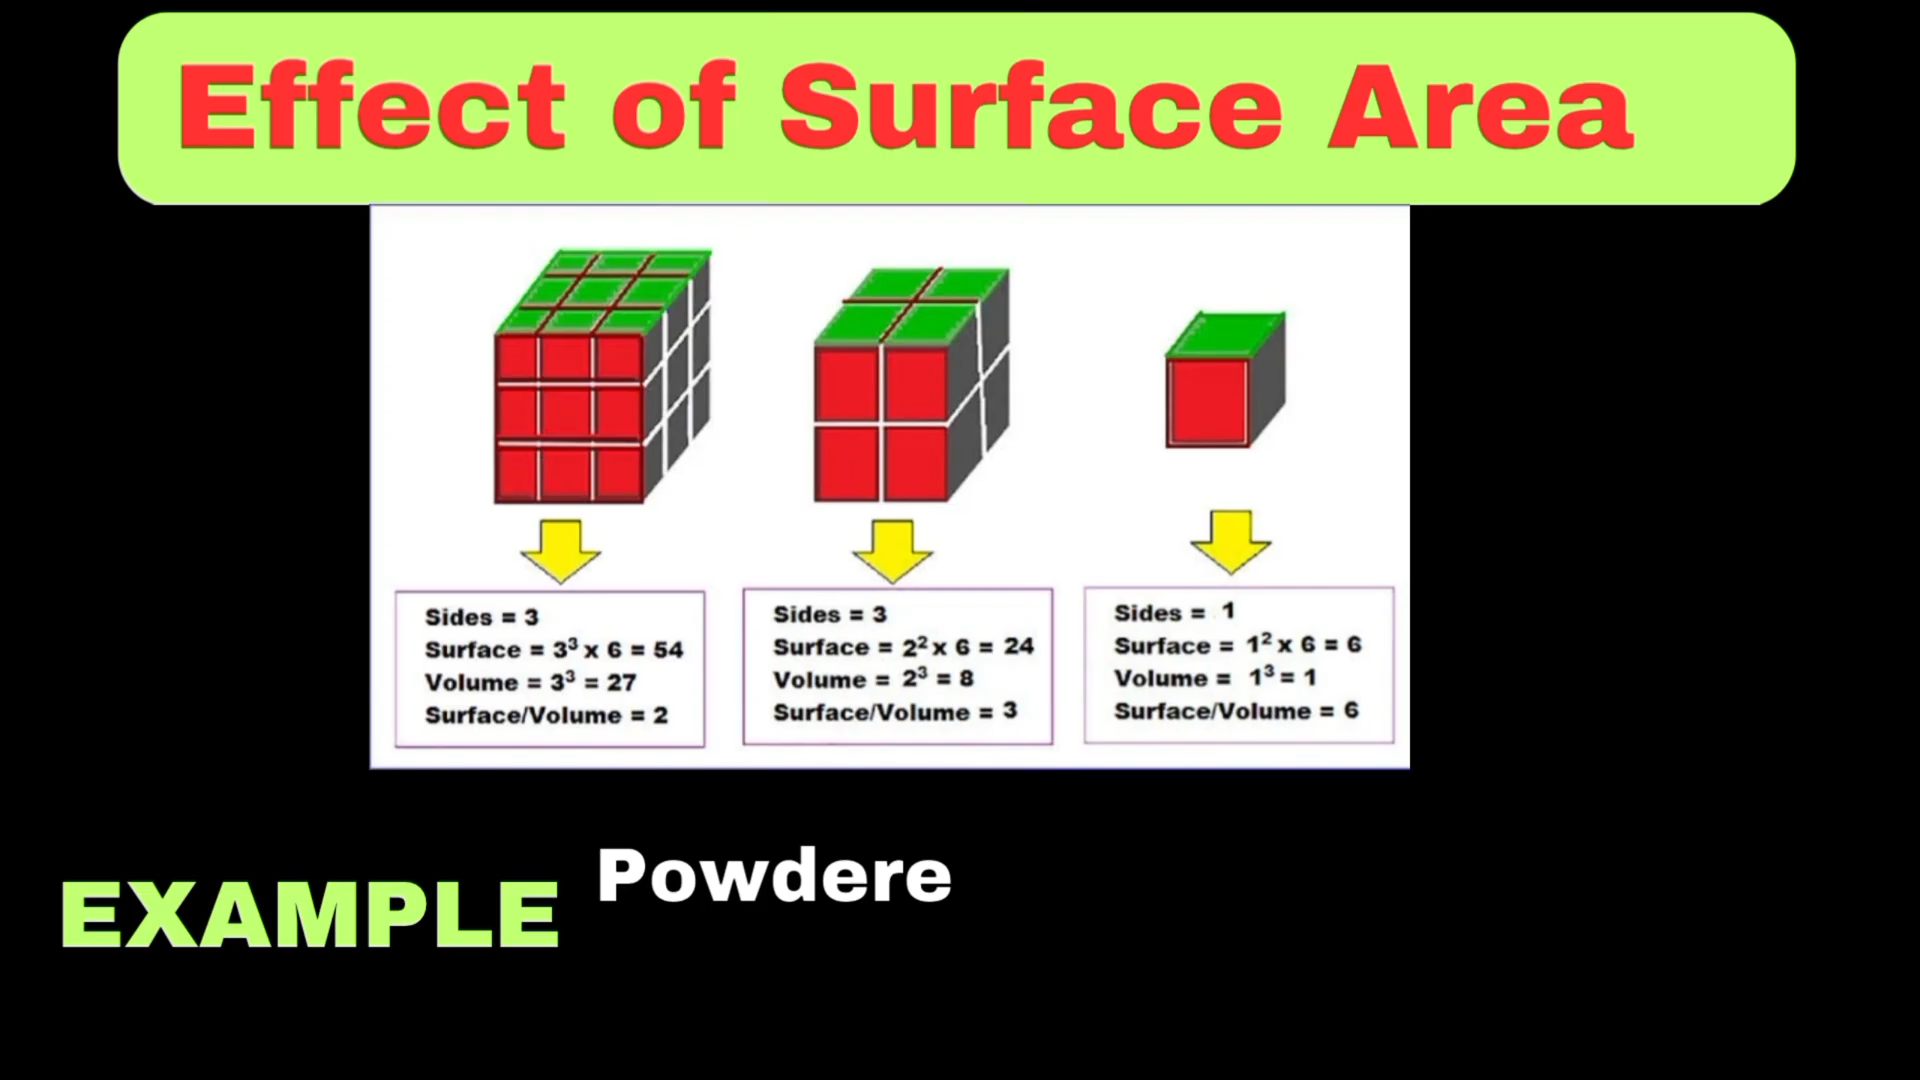 Effect of Surface Area
Sides = 3
Surface = 3³ x 6 = 54
Volume = 3³ = 27
Surface/Volume = 2
Sides = 3
Surface = 2² x 6 = 24
Volume = 2³ = 8
Surface/Volume = 3
Sides = 1
Surface = 1² x 6 = 6
Volume = 1³ = 1
Surface/Volume = 6
EXAMPLE
Powdere